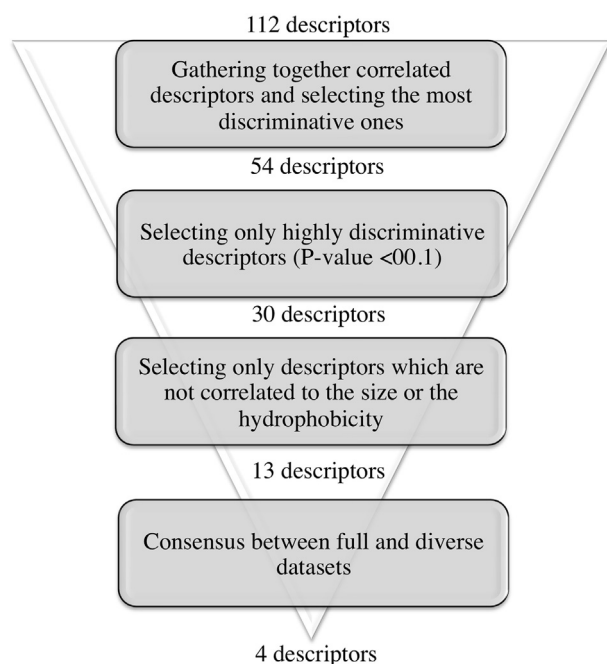 112 descriptors
Gathering together correlated
descriptors and selecting the most
discriminative ones
54 descriptors
Selecting only highly discriminative
descriptors (P-value <00.1)
30 descriptors
Selecting only descriptors which are
not correlated to the size or the
hydrophobicity
13 descriptors
Consensus between full and diverse
datasets
4 descriptors